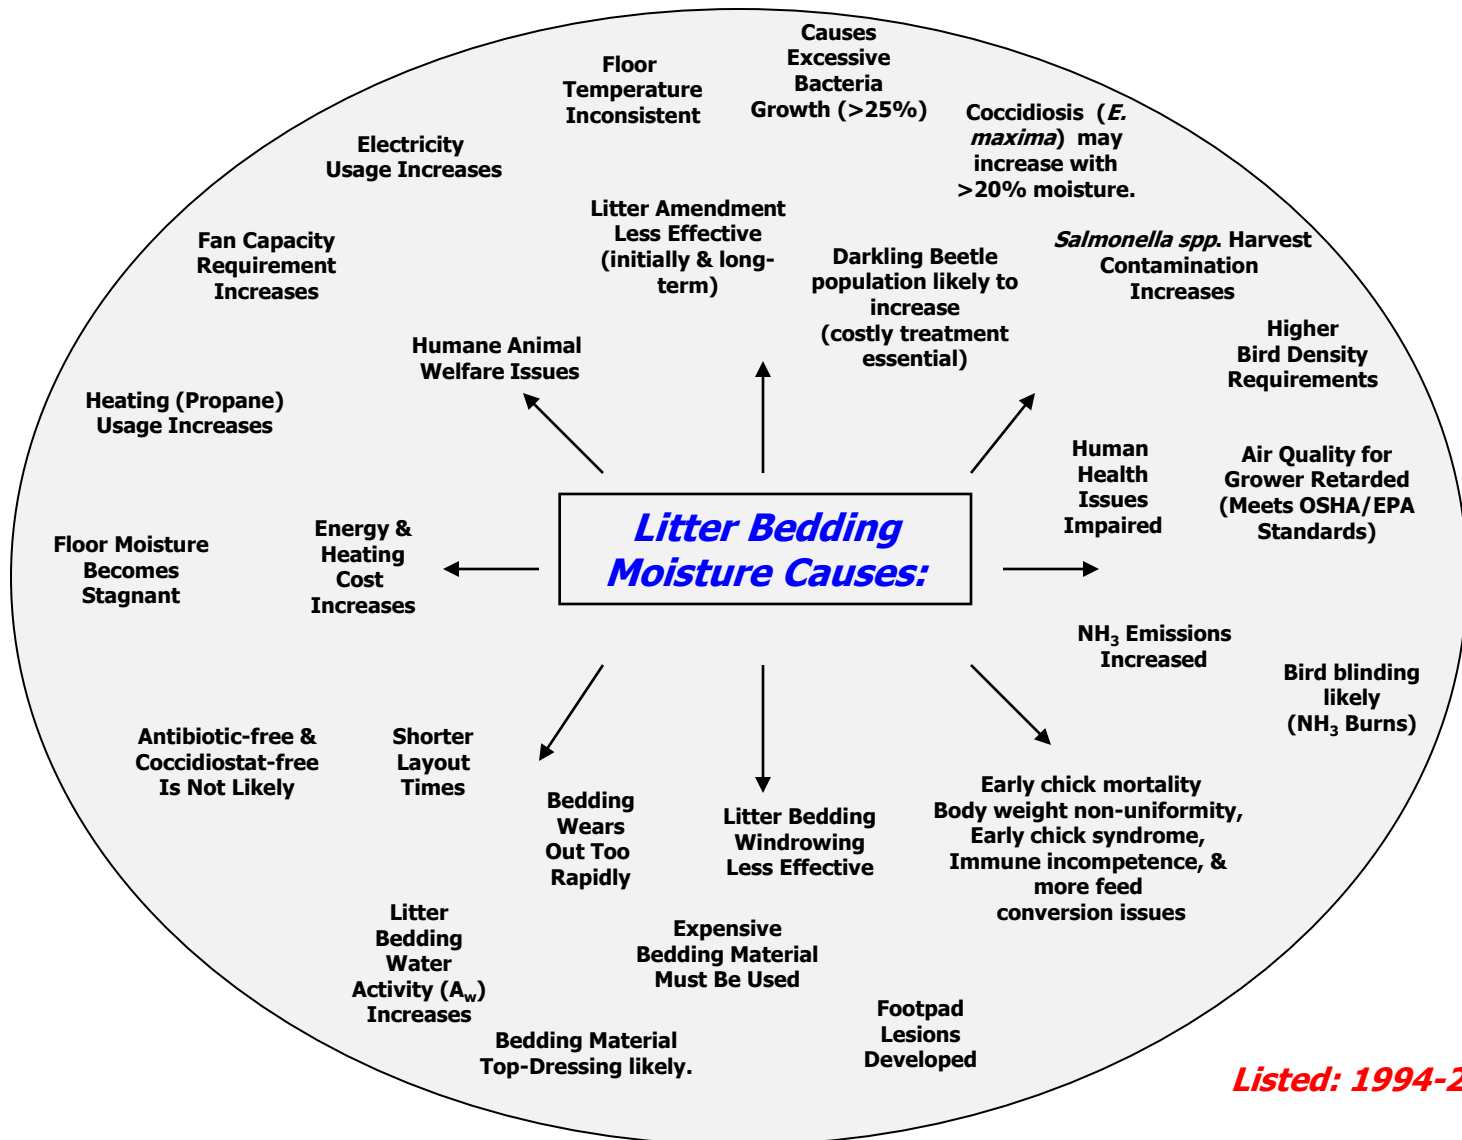 Causes
Excessive
Bacteria
Growth (>25%)
Floor
Temperature
Inconsistent
Coccidiosis (E.
maxima) may
increase with
>20% moisture.
Electricity
Usage Increases
Litter Amendment
Less Effective
(initially & long-
term)
Fan Capacity
Requirement
Increases
Darkling Beetle
population likely to
increase
(costly treatment
essential)
Salmonella spp. Harvest
Contamination
Increases
Humane Animal
Welfare Issues
Higher
Bird Density
Requirements
Heating (Propane)
Usage Increases
Human
Health
Issues
Impaired
Air Quality for
Grower Retarded
(Meets OSHA/EPA
Standards)
Litter Bedding
Moisture Causes:
Energy &
Heating
Cost
Increases
Floor Moisture
Becomes
Stagnant
NH₃ Emissions
Increased
Bird blinding
likely
(NH₃ Burns)
Antibiotic-free &
Coccidiostat-free
Is Not Likely
Shorter
Layout
Times
Bedding
Wears
Out Too
Rapidly
Litter Bedding
Windrowing
Less Effective
Early chick mortality
Body weight non-uniformity,
Early chick syndrome,
Immune incompetence, &
more feed
conversion issues
Litter
Bedding
Water
Activity (Aw)
Increases
Expensive
Bedding Material
Must Be Used
Footpad
Lesions
Developed
Bedding Material
Top-Dressing likely.
Listed: 1994-2